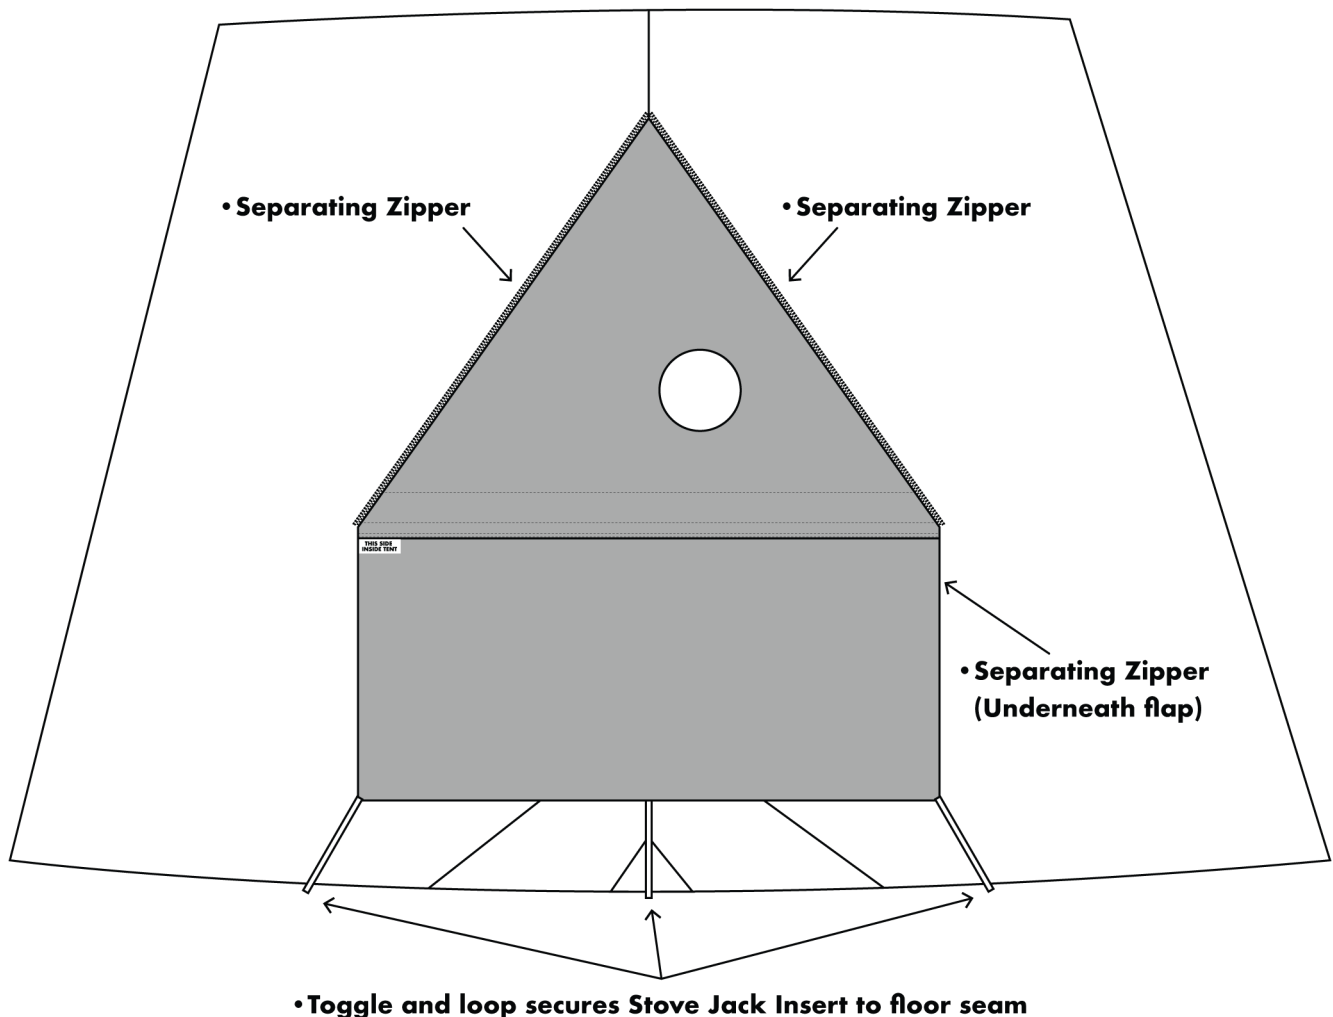 •Separating Zipper
•Separating Zipper
THIS SIDE
INSIDE TENT
•Separating Zipper
(Underneath flap)
•Toggle and loop secures Stove Jack Insert to floor seam